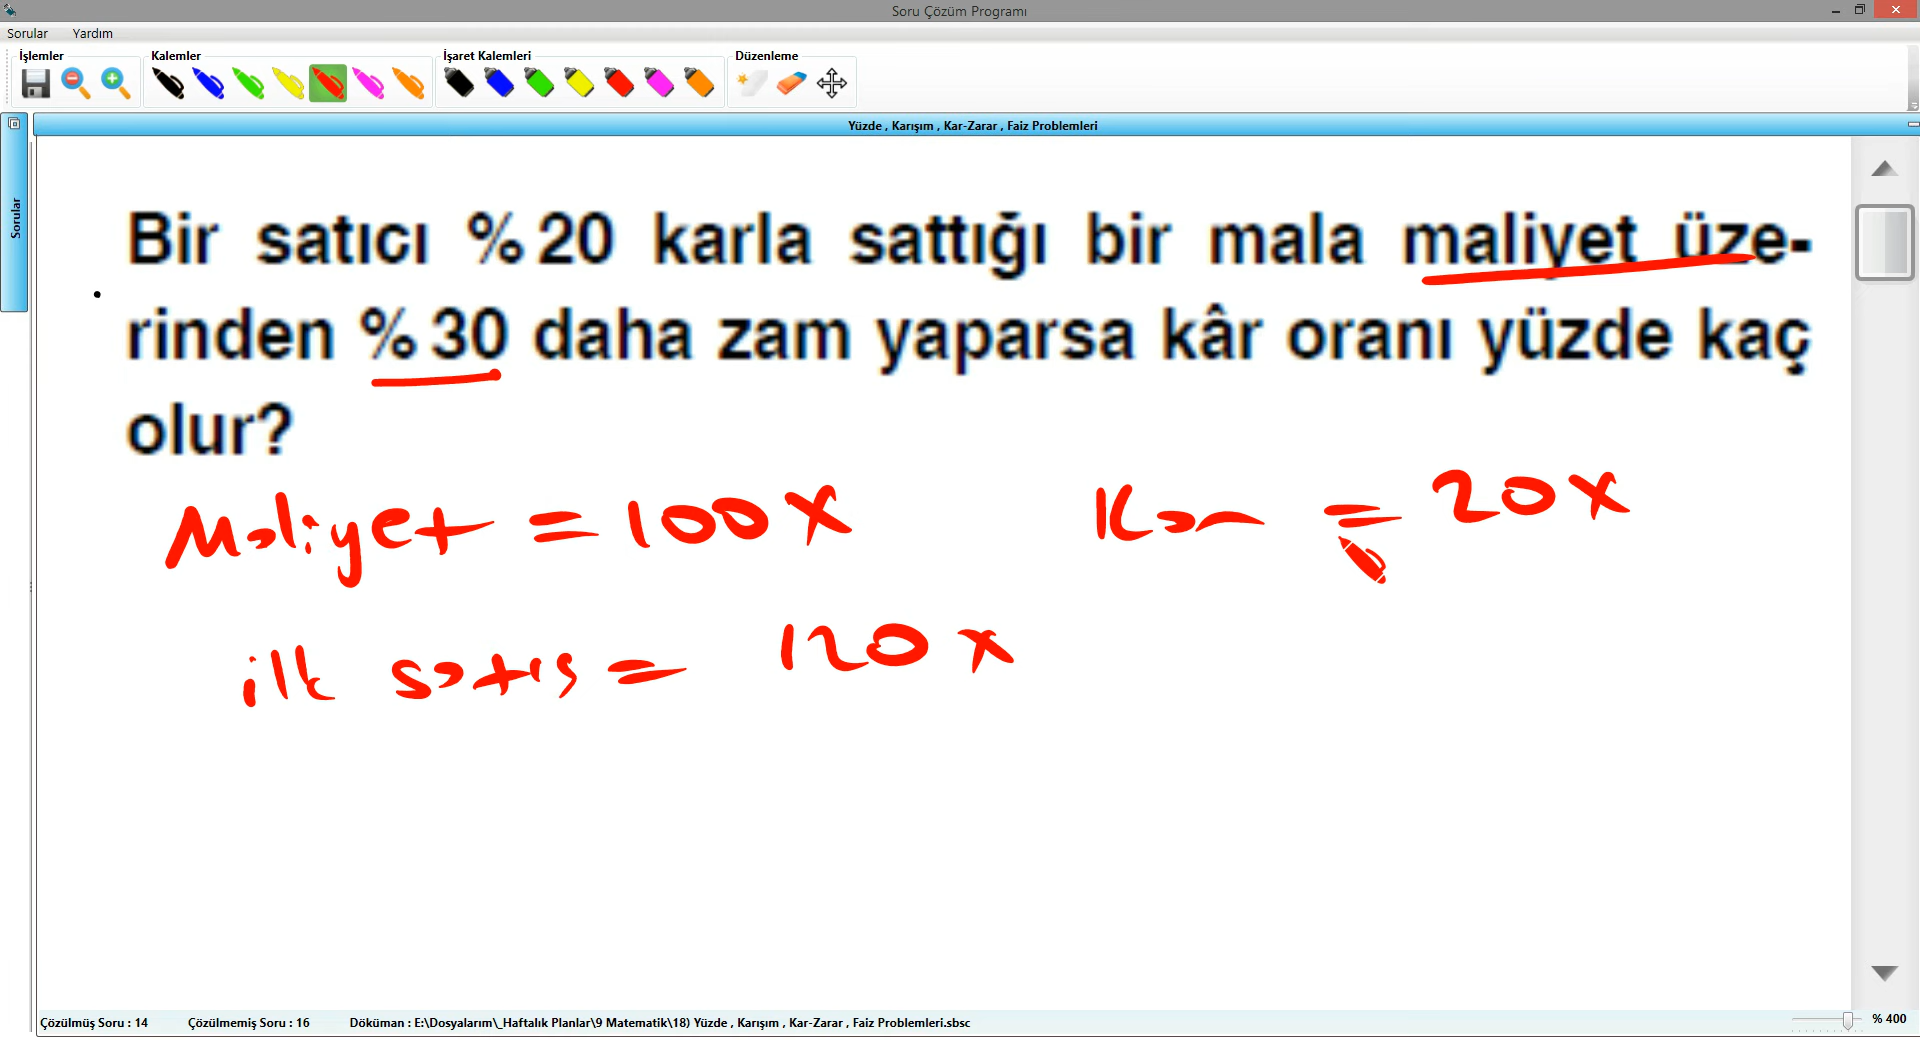 Soru Çözüm Programı
Sorular Yardım
İşlemler Kalemler İşaret Kalemleri Düzenleme
Yüzde , Karışım , Kar-Zarar , Faiz Problemleri
Sorular
Bir satıcı %20 karla sattığı bir mala maliyet üze-
rinden %30 daha zam yaparsa kâr oranı yüzde kaç
olur?
Maliyet = 100x Kar = 20x
ilk satış = 120x
Çözülmüş Soru : 14 Çözülmemiş Soru : 16 Döküman : E:\Dosyalarım\_Haftalık Planlar\9 Matematik\18) Yüzde , Karışım , Kar-Zarar , Faiz Problemleri.sbsc % 400